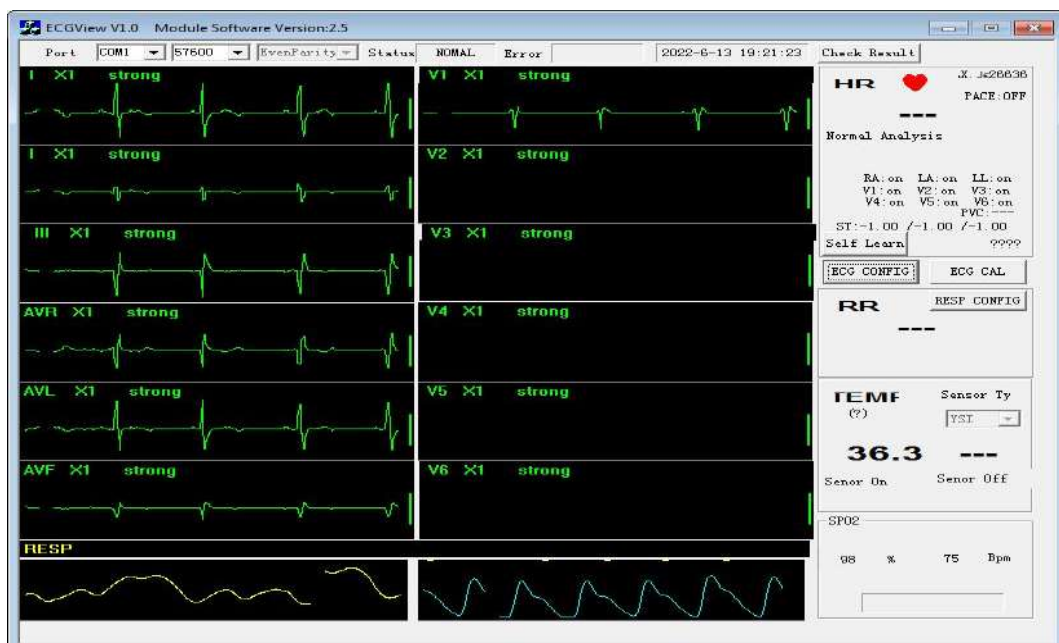 ECGView V1.0 Module Software Version:2.5
Port COM1 57600 EvenParity Status NOMAL Error 2022-6-13 19:21:23 Check Result
I X1 strong
V1 X1 strong
I X1 strong
V2 X1 strong
III X1 strong
V3 X1 strong
AVR X1 strong
V4 X1 strong
AVL X1 strong
V5 X1 strong
AVF X1 strong
V6 X1 strong
RESP
HR
PACE:OFF
---
Normal Analysis
RA:on LA:on LL:on
V1:on V2:on V3:on
V4:on V5:on V6:on
PVC:---
ST:-1.00 /-1.00 /-1.00
Self Learn ????
ECG CONFIG ECG CAL
RR RESP CONFIG
---
TEMP Sensor Ty
(?) YSI
36.3 ---
Senor On Senor Off
SPO2
98 % 75 Bpm